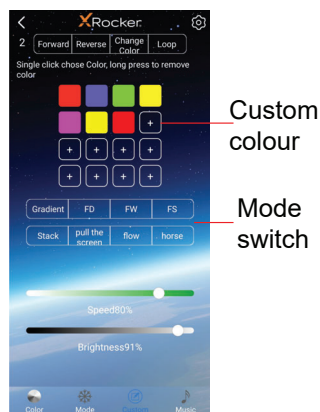 XRocker
2 Forward Reverse Change Color Loop
Single click chose Color, long press to remove
color
+
+ + + +
+ + + +
Custom
colour
Gradient FD FW FS
Stack pull the screen flow horse
Mode
switch
Speed80%
Brightness91%
Color Mode Custom Music